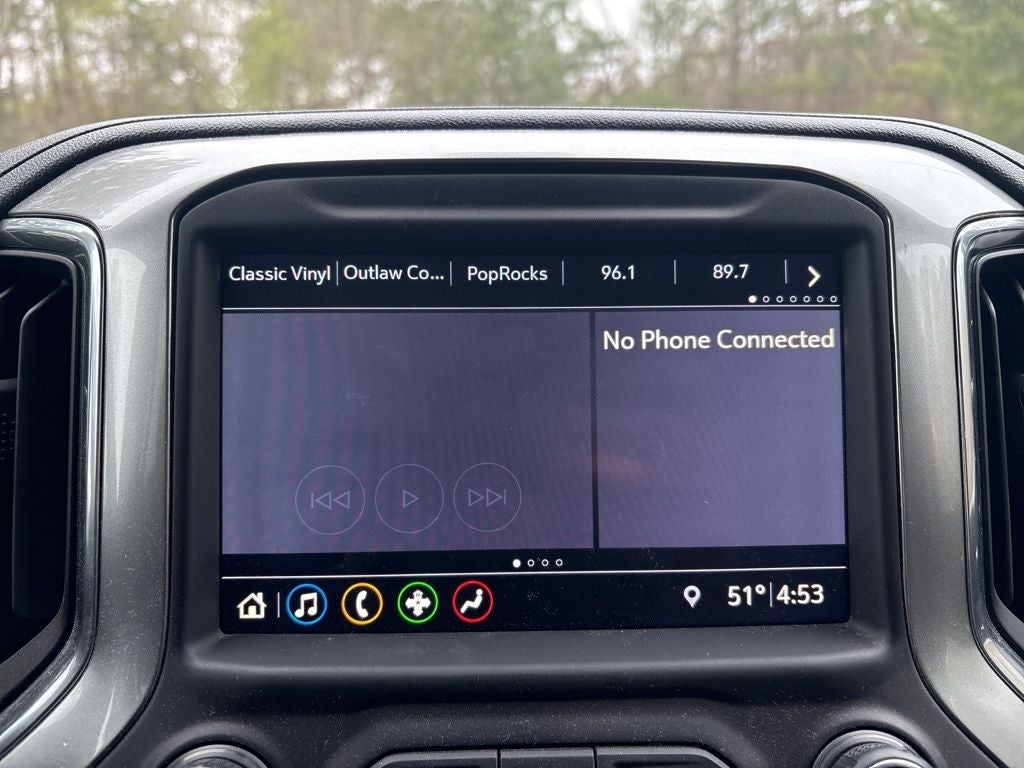 Classic Vinyl Outlaw Co... PopRocks 96.1 89.7
No Phone Connected
51° 4:53